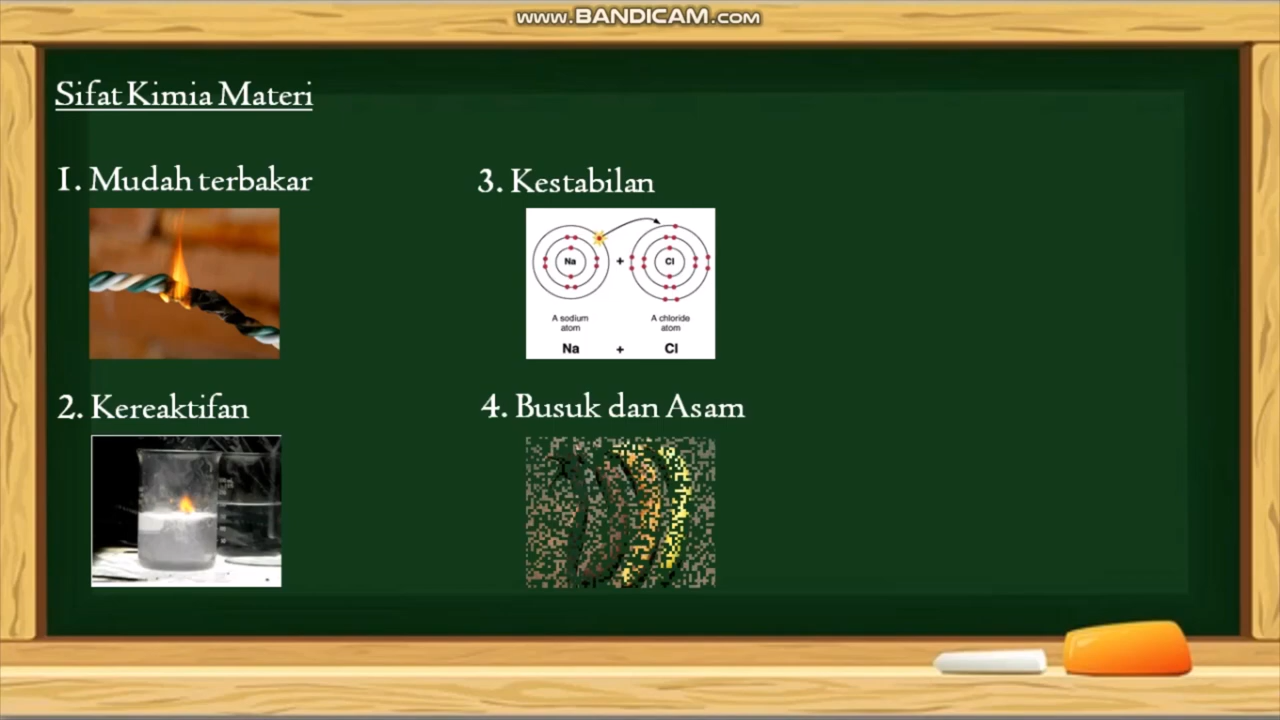 www.BANDICAM.com
Sifat Kimia Materi
1. Mudah terbakar
2. Kereaktifan
3. Kestabilan
Na + Cl
A sodium atom
A chloride atom
Na + Cl
4. Busuk dan Asam